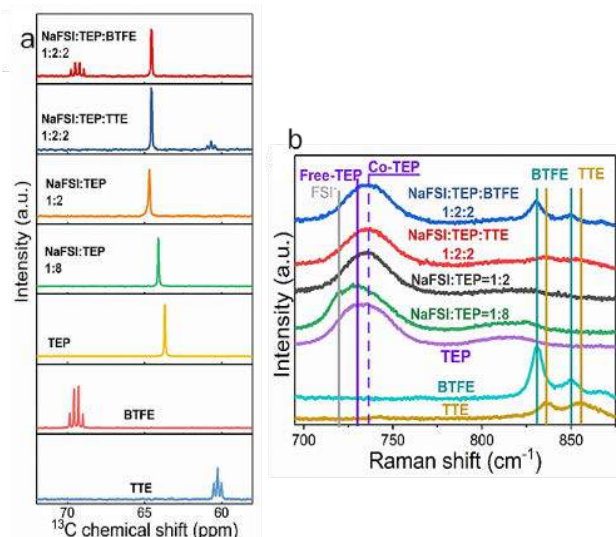 a
NaFSI:TEP:BTFE
1:2:2
NaFSI:TEP:TTE
1:2:2
NaFSI:TEP
1:2
NaFSI:TEP
1:8
TEP
BTFE
TTE
Intensity (a.u.)
70 65 60
¹³C chemical shift (ppm)
b
Free-TEP
Co-TEP
FSI⁻
BTFE
TTE
NaFSI:TEP:BTFE
1:2:2
NaFSI:TEP:TTE
1:2:2
NaFSI:TEP=1:2
NaFSI:TEP=1:8
TEP
BTFE
TTE
Intensity (a.u.)
700 750 800 850
Raman shift (cm⁻¹)